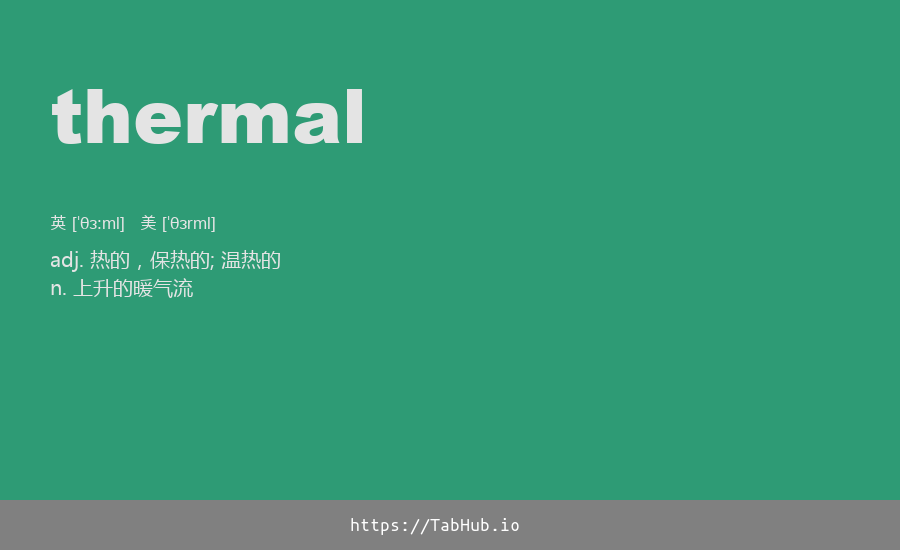 thermal
英 [ˈθɜːml] 美 [ˈθɜrml]
adj. 热的，保热的; 温热的
n. 上升的暖气流
https://TabHub.io